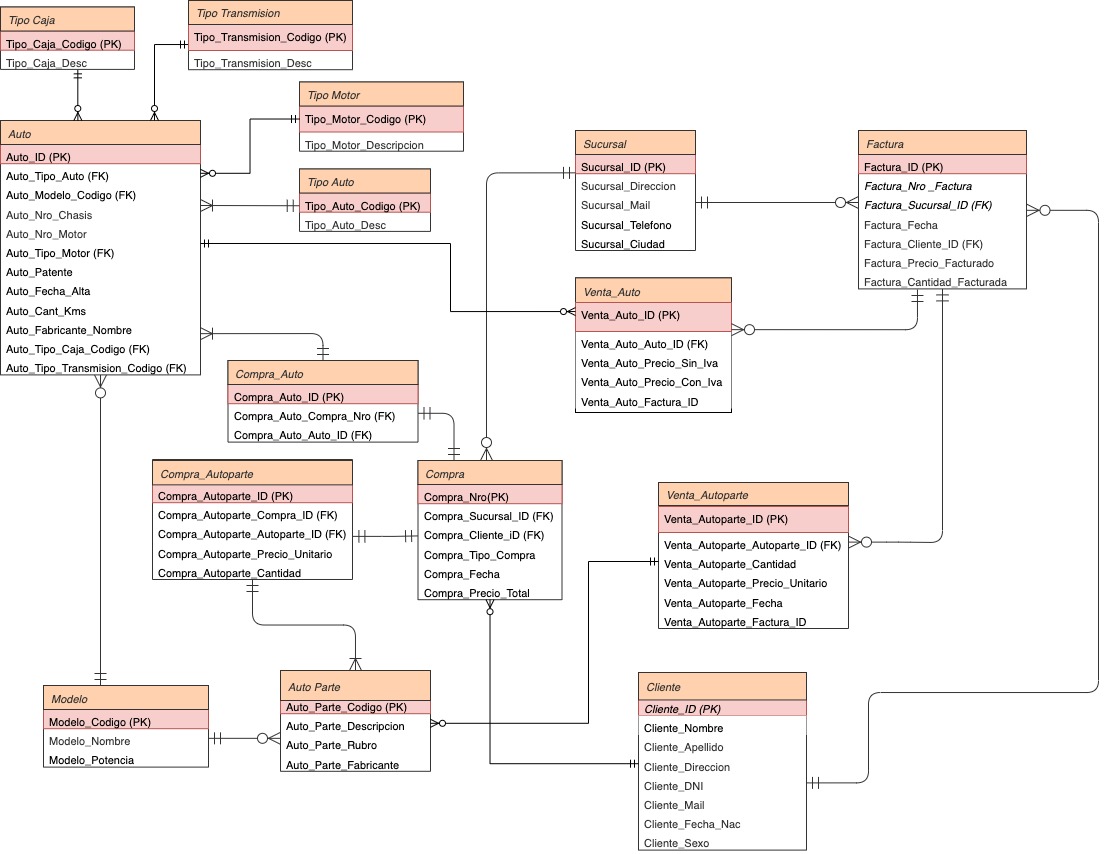 Tipo Caja
Tipo_Caja_Codigo (PK)
Tipo_Caja_Desc
Tipo Transmision
Tipo_Transmision_Codigo (PK)
Tipo_Transmision_Desc
Tipo Motor
Tipo_Motor_Codigo (PK)
Tipo_Motor_Descripcion
Auto
Auto_ID (PK)
Auto_Tipo_Auto (FK)
Auto_Modelo_Codigo (FK)
Auto_Nro_Chasis
Auto_Nro_Motor
Auto_Tipo_Motor (FK)
Auto_Patente
Auto_Fecha_Alta
Auto_Cant_Kms
Auto_Fabricante_Nombre
Auto_Tipo_Caja_Codigo (FK)
Auto_Tipo_Transmision_Codigo (FK)
Tipo Auto
Tipo_Auto_Codigo (PK)
Tipo_Auto_Desc
Sucursal
Sucursal_ID (PK)
Sucursal_Direccion
Sucursal_Mail
Sucursal_Telefono
Sucursal_Ciudad
Factura
Factura_ID (PK)
Factura_Nro _Factura
Factura_Sucursal_ID (FK)
Factura_Fecha
Factura_Cliente_ID (FK)
Factura_Precio_Facturado
Factura_Cantidad_Facturada
Venta_Auto
Venta_Auto_ID (PK)
Venta_Auto_Auto_ID (FK)
Venta_Auto_Precio_Sin_Iva
Venta_Auto_Precio_Con_Iva
Venta_Auto_Factura_ID
Compra_Auto
Compra_Auto_ID (PK)
Compra_Auto_Compra_Nro (FK)
Compra_Auto_Auto_ID (FK)
Compra_Autoparte
Compra_Autoparte_ID (PK)
Compra_Autoparte_Compra_ID (FK)
Compra_Autoparte_Autoparte_ID (FK)
Compra_Autoparte_Precio_Unitario
Compra_Autoparte_Cantidad
Compra
Compra_Nro(PK)
Compra_Sucursal_ID (FK)
Compra_Cliente_iD (FK)
Compra_Tipo_Compra
Compra_Fecha
Compra_Precio_Total
Venta_Autoparte
Venta_Autoparte_ID (PK)
Venta_Autoparte_Autoparte_ID (FK)
Venta_Autoparte_Cantidad
Venta_Autoparte_Precio_Unitario
Venta_Autoparte_Fecha
Venta_Autoparte_Factura_ID
Modelo
Modelo_Codigo (PK)
Modelo_Nombre
Modelo_Potencia
Auto Parte
Auto_Parte_Codigo (PK)
Auto_Parte_Descripcion
Auto_Parte_Rubro
Auto_Parte_Fabricante
Cliente
Cliente_ID (PK)
Cliente_Nombre
Cliente_Apellido
Cliente_Direccion
Cliente_DNI
Cliente_Mail
Cliente_Fecha_Nac
Cliente_Sexo